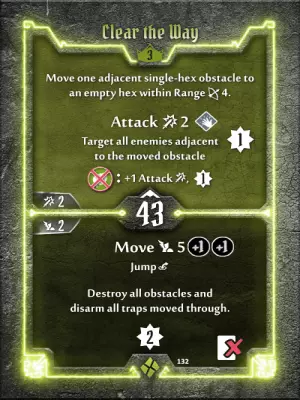 Clear the Way
3
Move one adjacent single-hex obstacle to
an empty hex within Range 4.
Attack 2
Target all enemies adjacent
to the moved obstacle
1
: +1 Attack , 1
2
43
2
Move 5 +1 +1
Jump
Destroy all obstacles and
disarm all traps moved through.
2
132